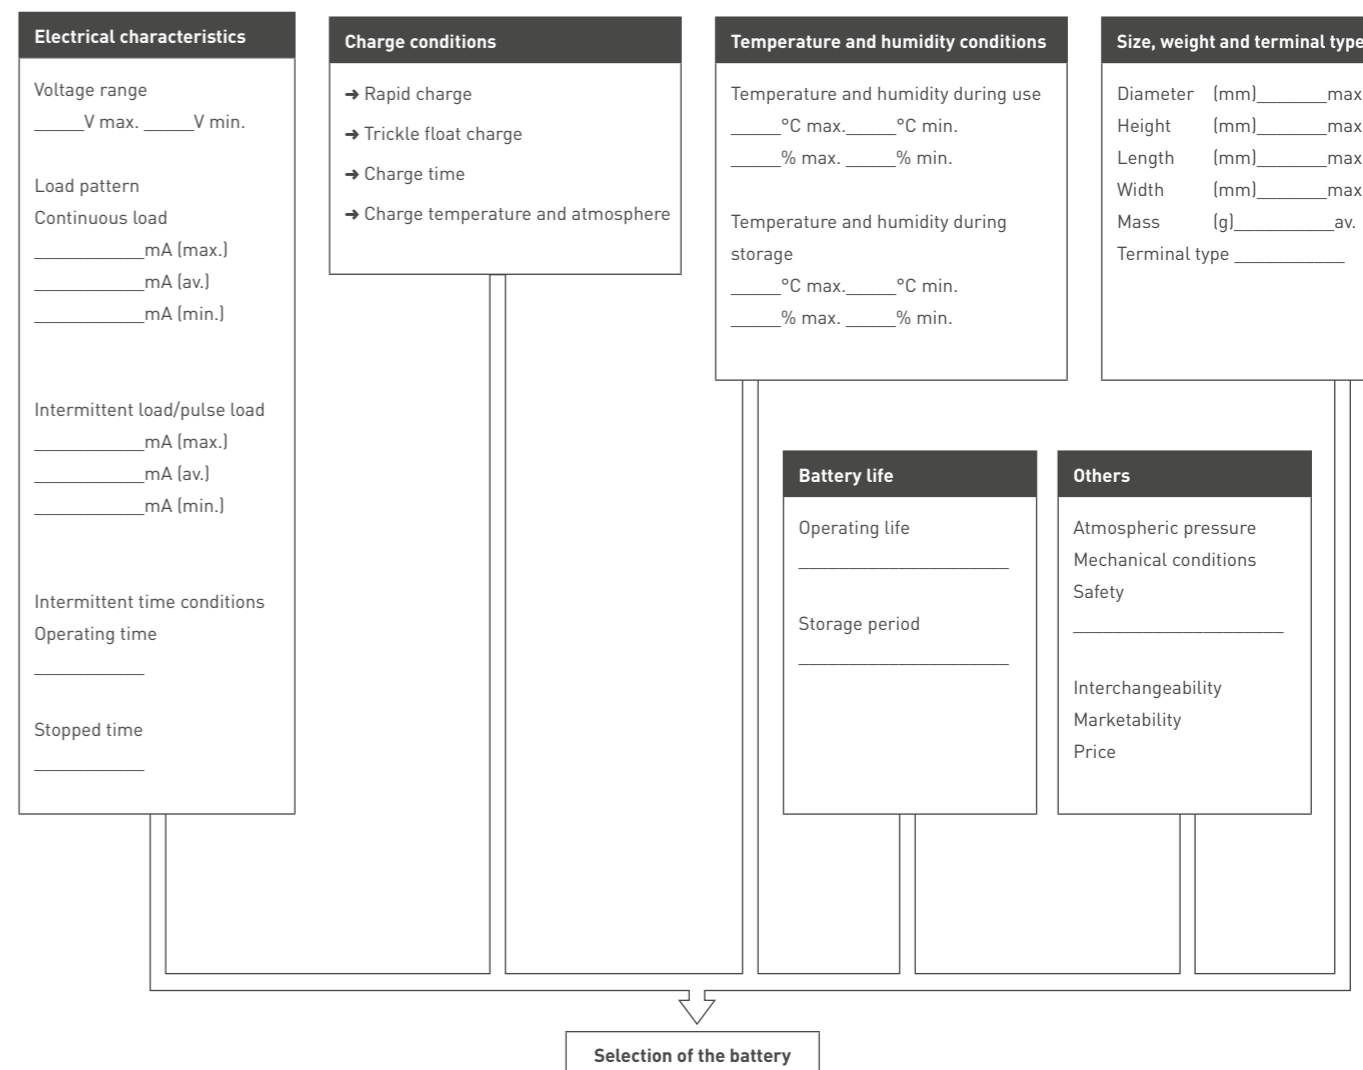 Electrical characteristics
Voltage range
_____V max. _____V min.
Load pattern
Continuous load
___________mA (max.)
___________mA (av.)
___________mA (min.)
Intermittent load/pulse load
___________mA (max.)
___________mA (av.)
___________mA (min.)
Intermittent time conditions
Operating time
___________
Stopped time
___________
Charge conditions
➜ Rapid charge
➜ Trickle float charge
➜ Charge time
➜ Charge temperature and atmosphere
Temperature and humidity conditions
Temperature and humidity during use
_____°C max._____°C min.
_____% max. _____% min.
Temperature and humidity during
storage
_____°C max._____°C min.
_____% max. _____% min.
Size, weight and terminal type
Diameter (mm)_______max
Height (mm)_______max
Length (mm)_______max
Width (mm)_______max
Mass (g)__________av.
Terminal type ___________
Battery life
Operating life
_____________________
Storage period
_____________________
Others
Atmospheric pressure
Mechanical conditions
Safety
_____________________
Interchangeability
Marketability
Price
Selection of the battery